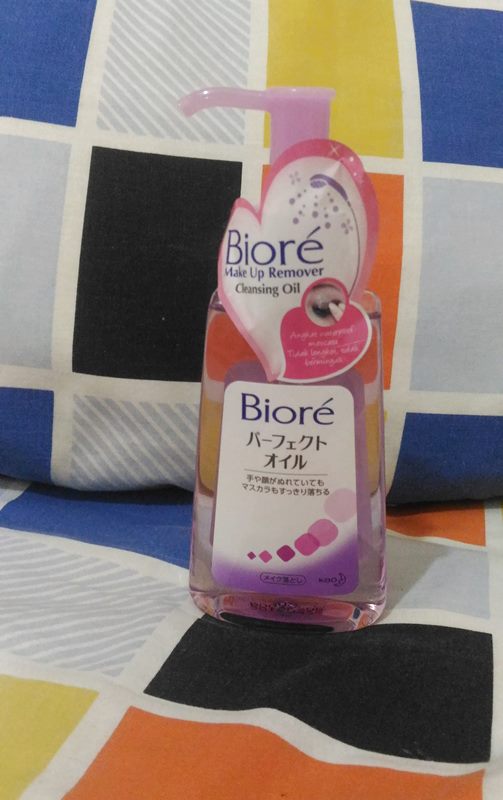 Bioré
Make Up Remover
Cleansing Oil
Angkat waterproof
mascara
Tidak lengket, tidak
berminyak
Bioré
パーフェクト
オイル
手や顔がぬれていても
マスカラもすっきり落ちる
メイク落とし
KAO